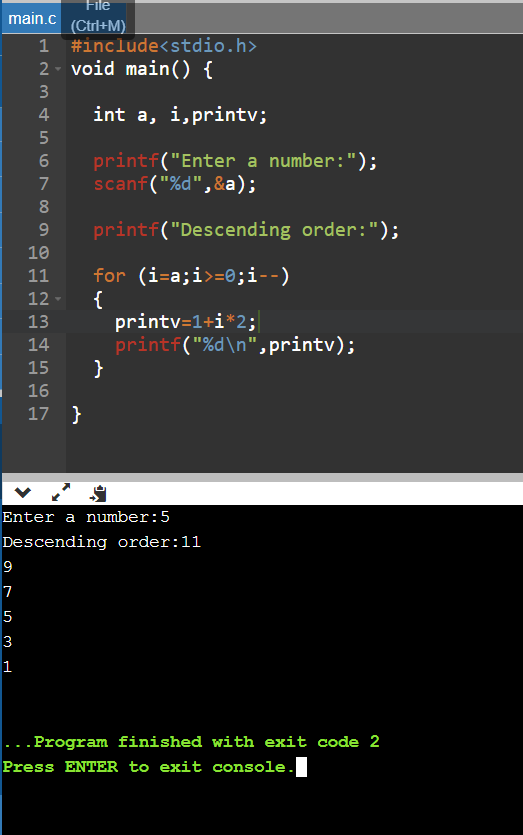 File
main.c
(Ctrl+M)
1 #include<stdio.h>
2 void main() {
3
4 int a, i,printv;
5
6 printf("Enter a number:");
7 scanf("%d",&a);
8
9 printf("Descending order:");
10
11 for (i=a;i>=0;i--)
12 {
13 printv=1+i*2;
14 printf("%d\n",printv);
15 }
16
17 }
Enter a number:5
Descending order:11
9
7
5
3
1
...Program finished with exit code 2
Press ENTER to exit console.